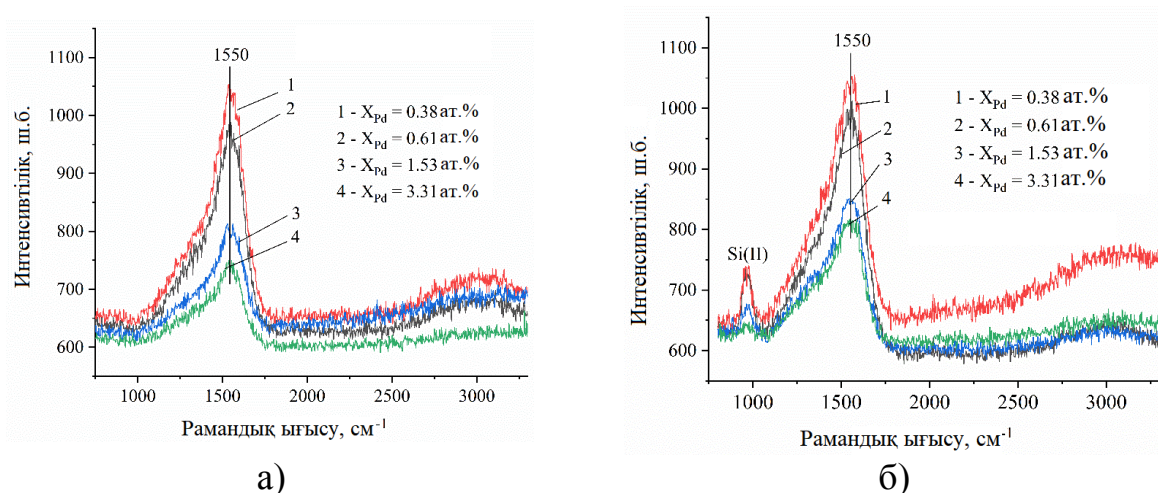 1550
1
2
1 - X_Pd = 0.38 ат.%
2 - X_Pd = 0.61 ат.%
3 - X_Pd = 1.53 ат.%
4 - X_Pd = 3.31 ат.%
3
4
Интенсивтілік, ш.б.
1100
1000
900
800
700
600
1000
1500
2000
2500
3000
Рамандық ығысу, см⁻¹
а)
1550
1
2
3
4
1 - X_Pd = 0.38 ат.%
2 - X_Pd = 0.61 ат.%
3 - X_Pd = 1.53 ат.%
4 - X_Pd = 3.31 ат.%
Si(II)
Интенсивтілік, ш.б.
1100
1000
900
800
700
600
1000
1500
2000
2500
3000
Рамандық ығысу, см⁻¹
б)